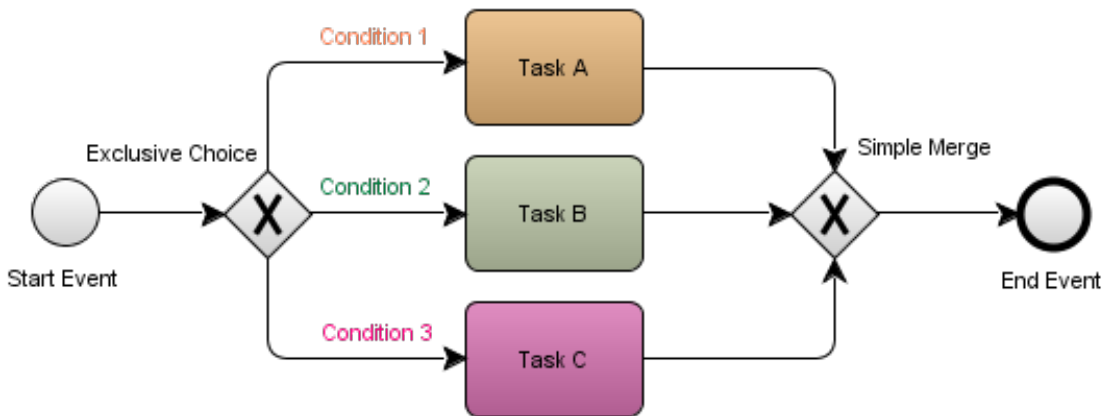 Condition 1
Task A
Exclusive Choice
Simple Merge
Condition 2
Task B
Start Event
End Event
Condition 3
Task C